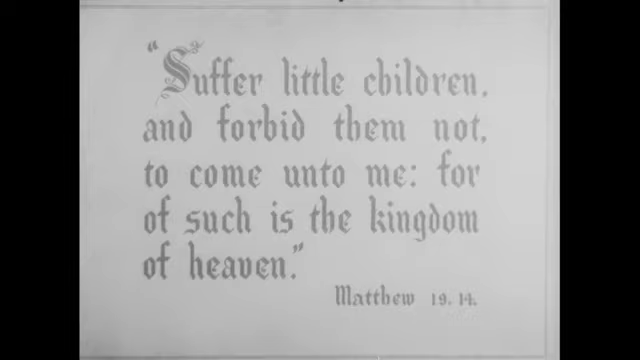 "Suffer little children,
and forbid them not,
to come unto me: for
of such is the kingdom
of heaven."
Matthew 19. 14.